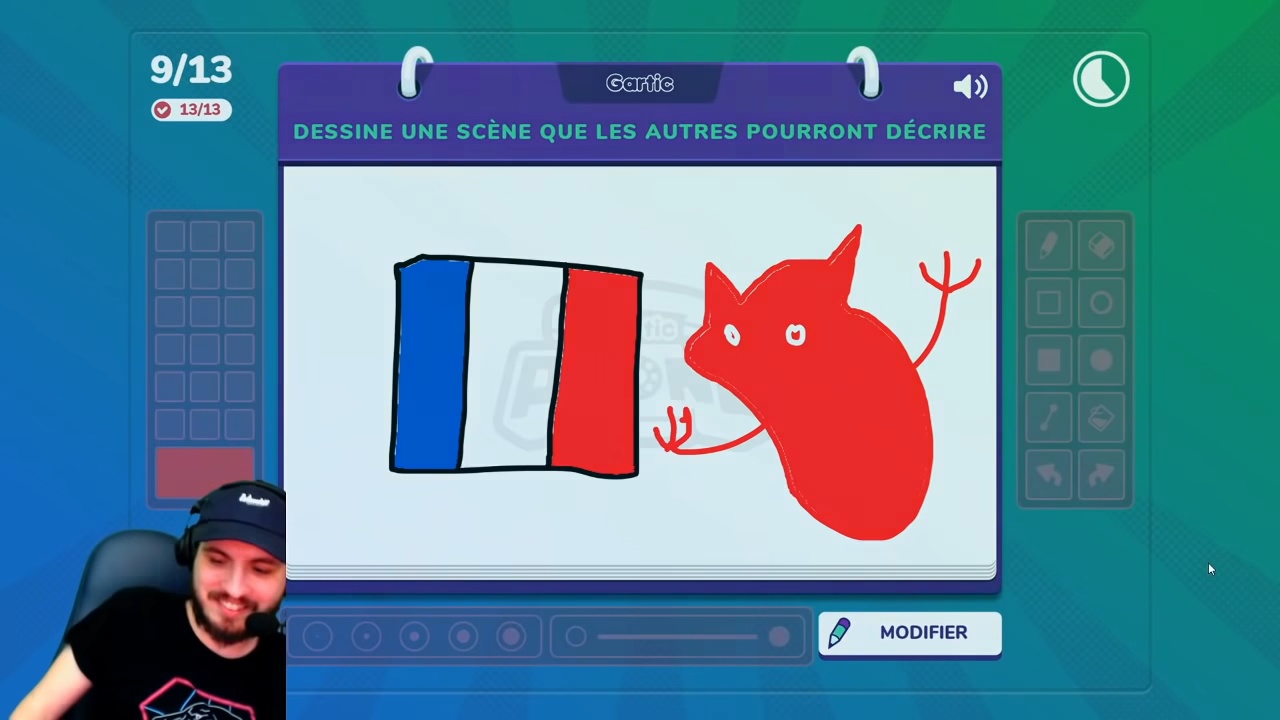 9/13
13/13
Gartic
DESSINE UNE SCÈNE QUE LES AUTRES POURRONT DÉCRIRE
MODIFIER